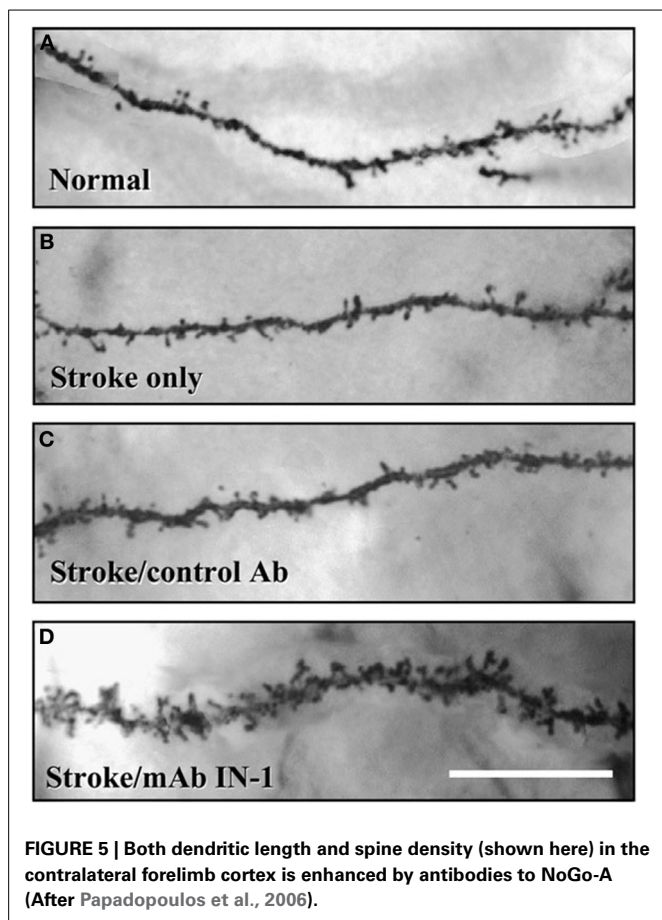 A
Normal
B
Stroke only
C
Stroke/control Ab
D
Stroke/mAb IN-1
FIGURE 5 | Both dendritic length and spine density (shown here) in the
contralateral forelimb cortex is enhanced by antibodies to NoGo-A
(After Papadopoulos et al., 2006).